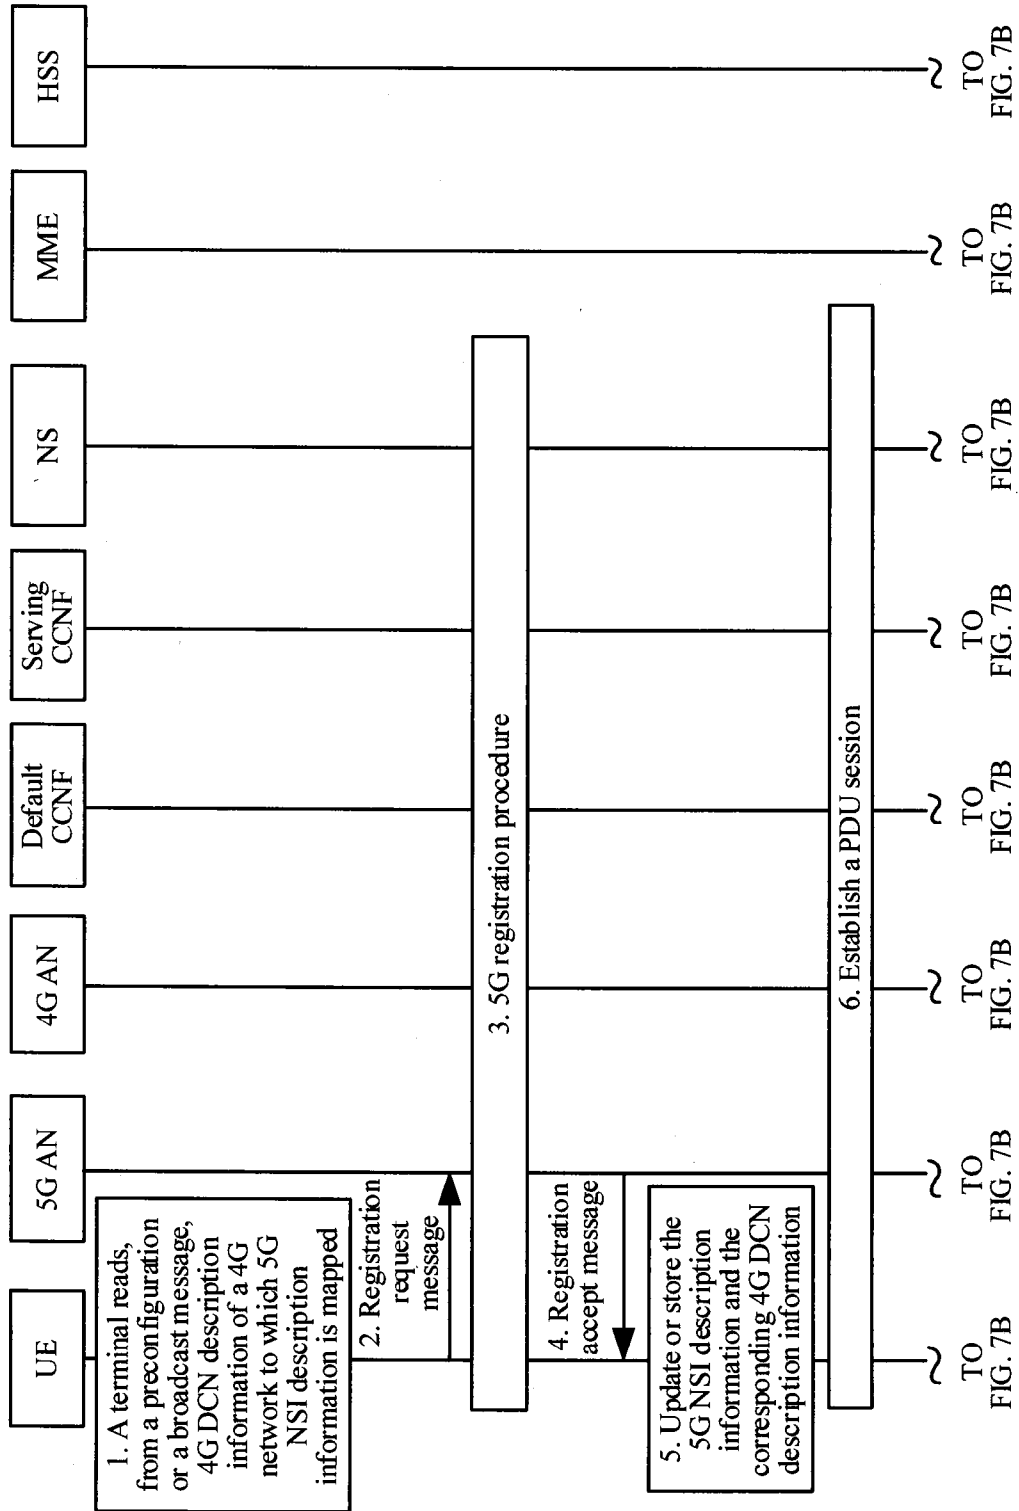 UE
5G AN
4G AN
Default
CCNF
Serving
CCNF
NS
MME
HSS
1. A terminal reads,
from a preconfiguration
or a broadcast message,
4G DCN description
information of a 4G
network to which 5G
NSI description
information is mapped
2. Registration
request
message
3. 5G registration procedure
4. Registration
accept message
5. Update or store the
5G NSI description
information and the
corresponding 4G DCN
description information
6. Establish a PDU session
TO
FIG. 7B
TO
FIG. 7B
TO
FIG. 7B
TO
FIG. 7B
TO
FIG. 7B
TO
FIG. 7B
TO
FIG. 7B
TO
FIG. 7B